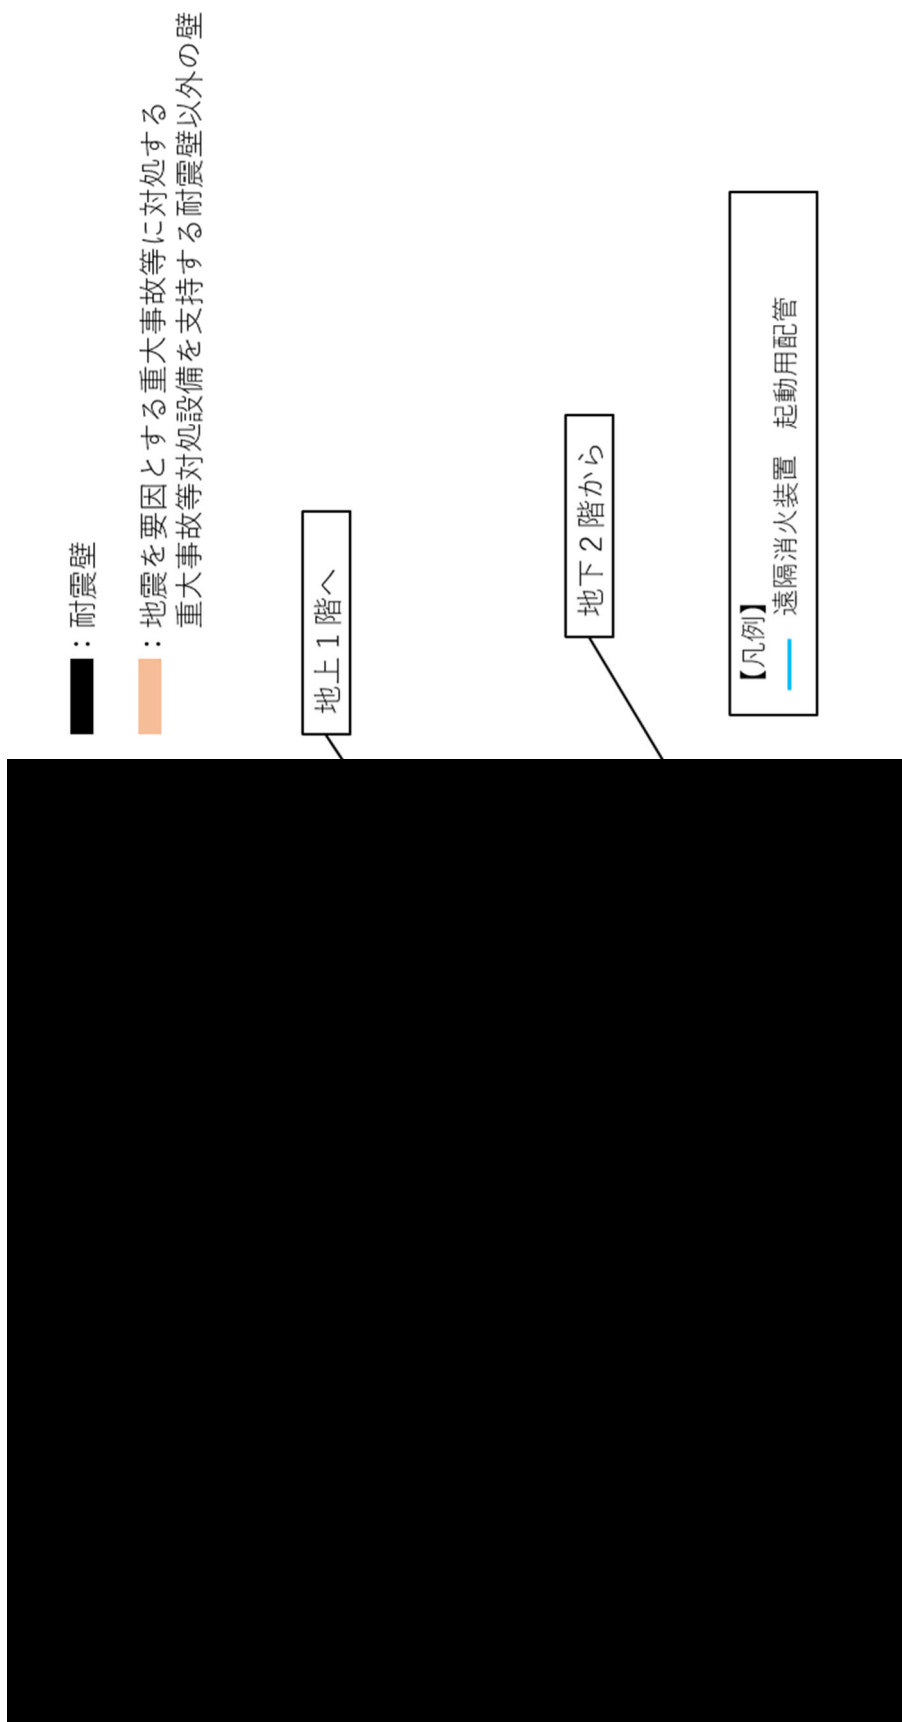 ：耐震壁
：地震を要因とする重大事故等に対処する
重大事故等対処設備を支持する耐震壁以外の壁
地上１階へ
地下２階から
【凡例】
遠隔消火装置　起動用配管